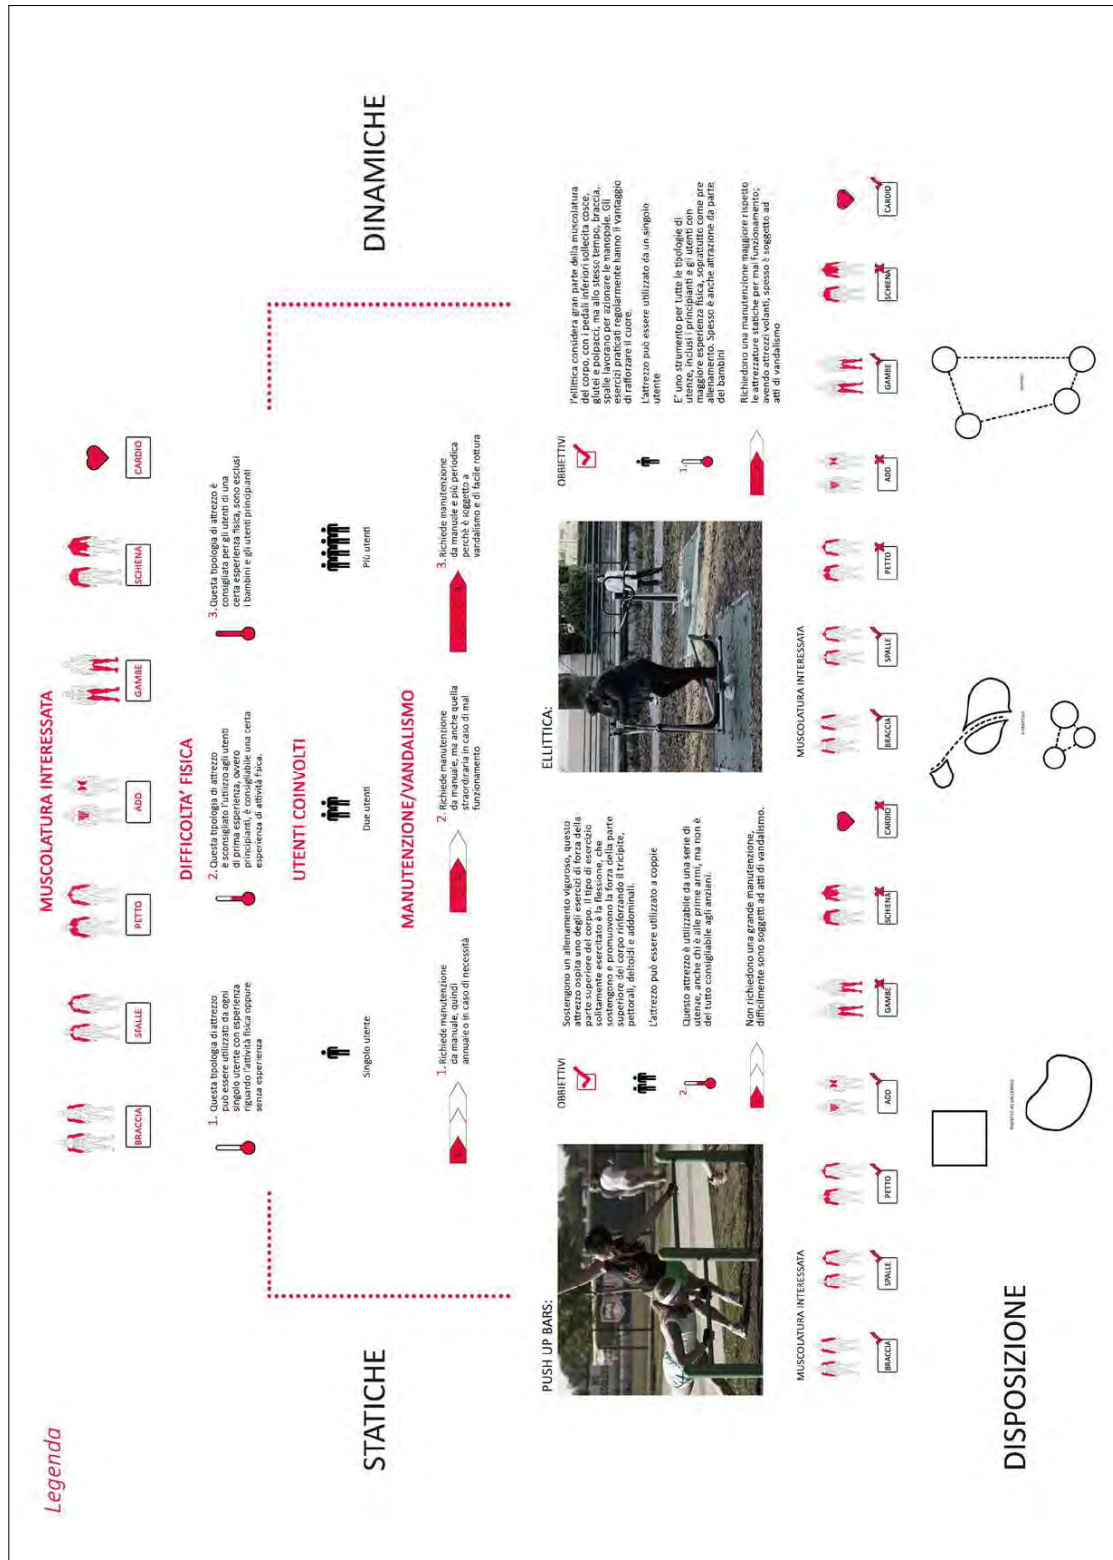 Legenda
MUSCOLATURA INTERESSATA
BRACCIA
SPALLE
PETTO
ADD
GAMBE
SCHIENA
CARDIO
DIFFICOLTA' FISICA
1. Questa tipologia di attrezzo
può essere utilizzato da ogni
singolo utente con esperienza
riguardo l'attività fisica oppure
senza esperienza
2. Questa tipologia di attrezzo
è sconsigliato l'utilizzo agli utenti
di prima esperienza, ovvero
principianti, è consigliabile una certa
esperienza di attività fisica.
3. Questa tipologia di attrezzo è
consigliata per gli utenti di una
certa esperienza fisica, sono esclusi
i bambini e gli utenti principianti
UTENTI COINVOLTI
Singolo utente
Due utenti
Più utenti
MANUTENZIONE/VANDALISMO
1. Richiede manutenzione
da manuale, quindi
annuale o in caso di necessità
2. Richiede manutenzione
da manuale, ma anche quella
straordiraria in caso di mal
funzionamento
3. Richiede manutenzione
da manuale e più periodica
perchè è soggetto a
vandalismo e di facile rottura
STATICHE
DINAMICHE
PUSH UP BARS:
OBBIETTIVI
Sostengono un allenamento vigoroso, questo
attrezzo ospita uno degli esercizi di forza della
parte superiore del corpo. Il tipo di esercizio
solitamente esercitato è la flessione, che
sostengono e promuovono la forza della parte
superiore del corpo rinforzando il tricipite,
pettorali, deltoidi e addominali.
L'attrezzo può essere utilizzato a coppie
2.
Questo attrezzo è utilizzabile da una serie di
utenze, anche chi è alle prime armi, ma non è
del tutto consigliabile agli anziani.
Non richiedono una grande manutenzione,
difficilmente sono soggetti ad atti di vandalismo.
MUSCOLATURA INTERESSATA
BRACCIA
SPALLE
PETTO
ADD
GAMBE
SCHIENA
CARDIO
ELLITTICA:
OBBIETTIVI
l'ellittica considera gran parte della muscolatura
del corpo, con i pedali inferiori sollecita cosce,
glutei e polpacci, ma allo stesso tempo, braccia,
spalle lavorano per azionare le manopole. Gli
esercizi praticati regolarmente hanno il vantaggio
di rafforzare il cuore.
L'attrezzo può essere utilizzato da un singolo
utente
1.
E' uno strumento per tutte le tipologie di
utenze, inclusi i principianti e gli utenti con
maggiore esperienza fisica, soprattutto come pre
allenamento. Spesso è anche attrazione da parte
dei bambini
Richiedono una manutenzione maggiore rispetto
le attrezzature statiche per mal funzionamento;
avendo attrezzi volanti, spesso è soggetto ad
atti di vandalismo
MUSCOLATURA INTERESSATA
BRACCIA
SPALLE
PETTO
ADD
GAMBE
SCHIENA
CARDIO
DISPOSIZIONE